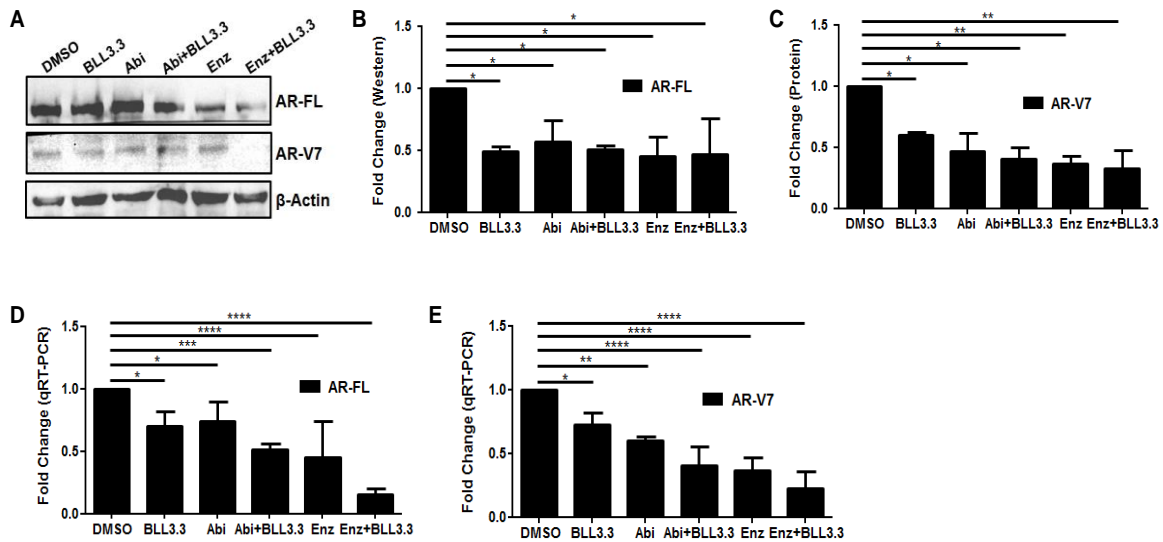 A
DMSO
BLL3.3
Abi
Abi+BLL3.3
Enz
Enz+BLL3.3
AR-FL
AR-V7
β-Actin
B
Fold Change (Western)
1.5
1.0
0.5
0.0
*
*
*
*
*
AR-FL
DMSO BLL3.3 Abi Abi+BLL3.3 Enz Enz+BLL3.3
C
Fold Change (Protein)
1.5
1.0
0.5
0.0
**
**
*
*
*
AR-V7
DMSO BLL3.3 Abi Abi+BLL3.3 Enz Enz+BLL3.3
D
Fold Change (qRT-PCR)
1.5
1.0
0.5
0.0
****
****
***
*
*
AR-FL
DMSO BLL3.3 Abi Abi+BLL3.3 Enz Enz+BLL3.3
E
Fold Change (qRT-PCR)
1.5
1.0
0.5
0.0
****
****
****
**
*
AR-V7
DMSO BLL3.3 Abi Abi+BLL3.3 Enz Enz+BLL3.3